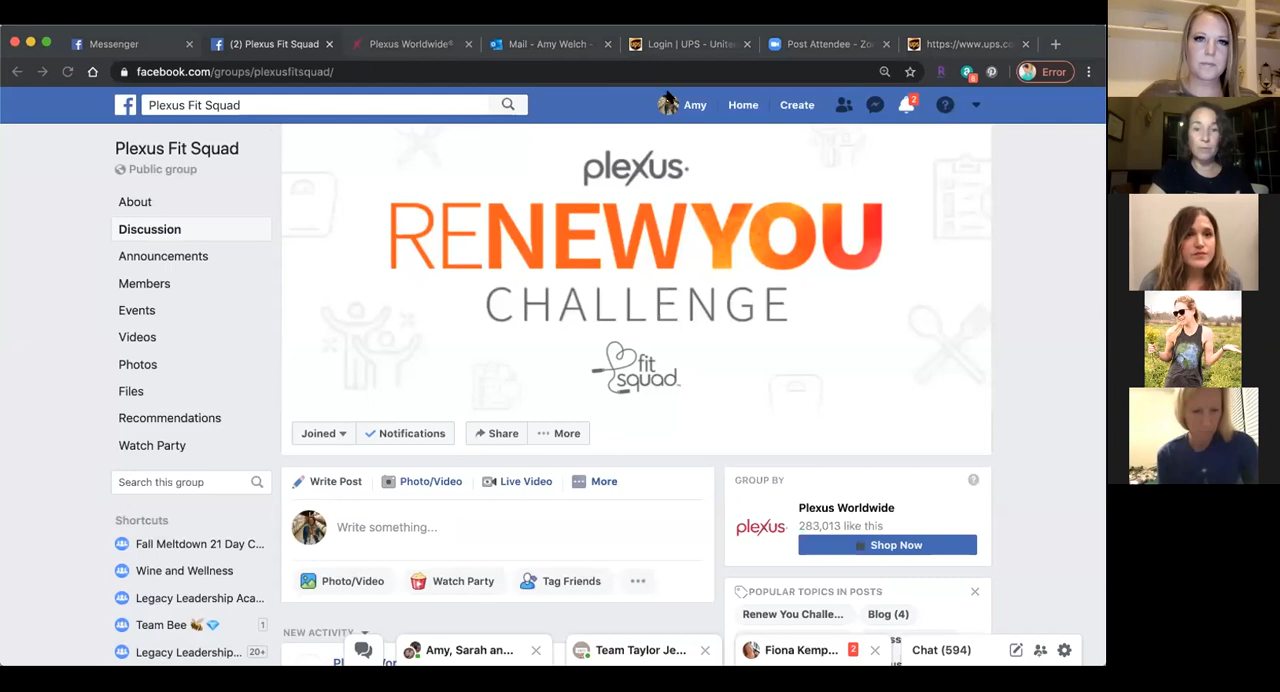 Messenger
(2) Plexus Fit Squad
Plexus Worldwide®
Mail - Amy Welch -
Login | UPS - Unite
Post Attendee - Zo
https://www.ups.co
facebook.com/groups/plexusfitsquad/
R
a
6
Error
Plexus Fit Squad
Amy
Home
Create
2
Plexus Fit Squad
Public group
About
Discussion
Announcements
Members
Events
Videos
Photos
Files
Recommendations
Watch Party
Search this group
Shortcuts
Fall Meltdown 21 Day C...
Wine and Wellness
Legacy Leadership Aca...
Team Bee 🐝💎
1
Legacy Leadership...
20+
plexus®
RENEWYOU
CHALLENGE
fit
squad
Joined
Notifications
Share
More
Write Post
Photo/Video
Live Video
More
Write something...
Photo/Video
Watch Party
Tag Friends
NEW ACTIVITY
GROUP BY
Plexus Worldwide
283,013 like this
plexus
Shop Now
POPULAR TOPICS IN POSTS
Renew You Challe...
Blog (4)
Amy, Sarah an...
Team Taylor Je...
Fiona Kemp...
2
Chat (594)